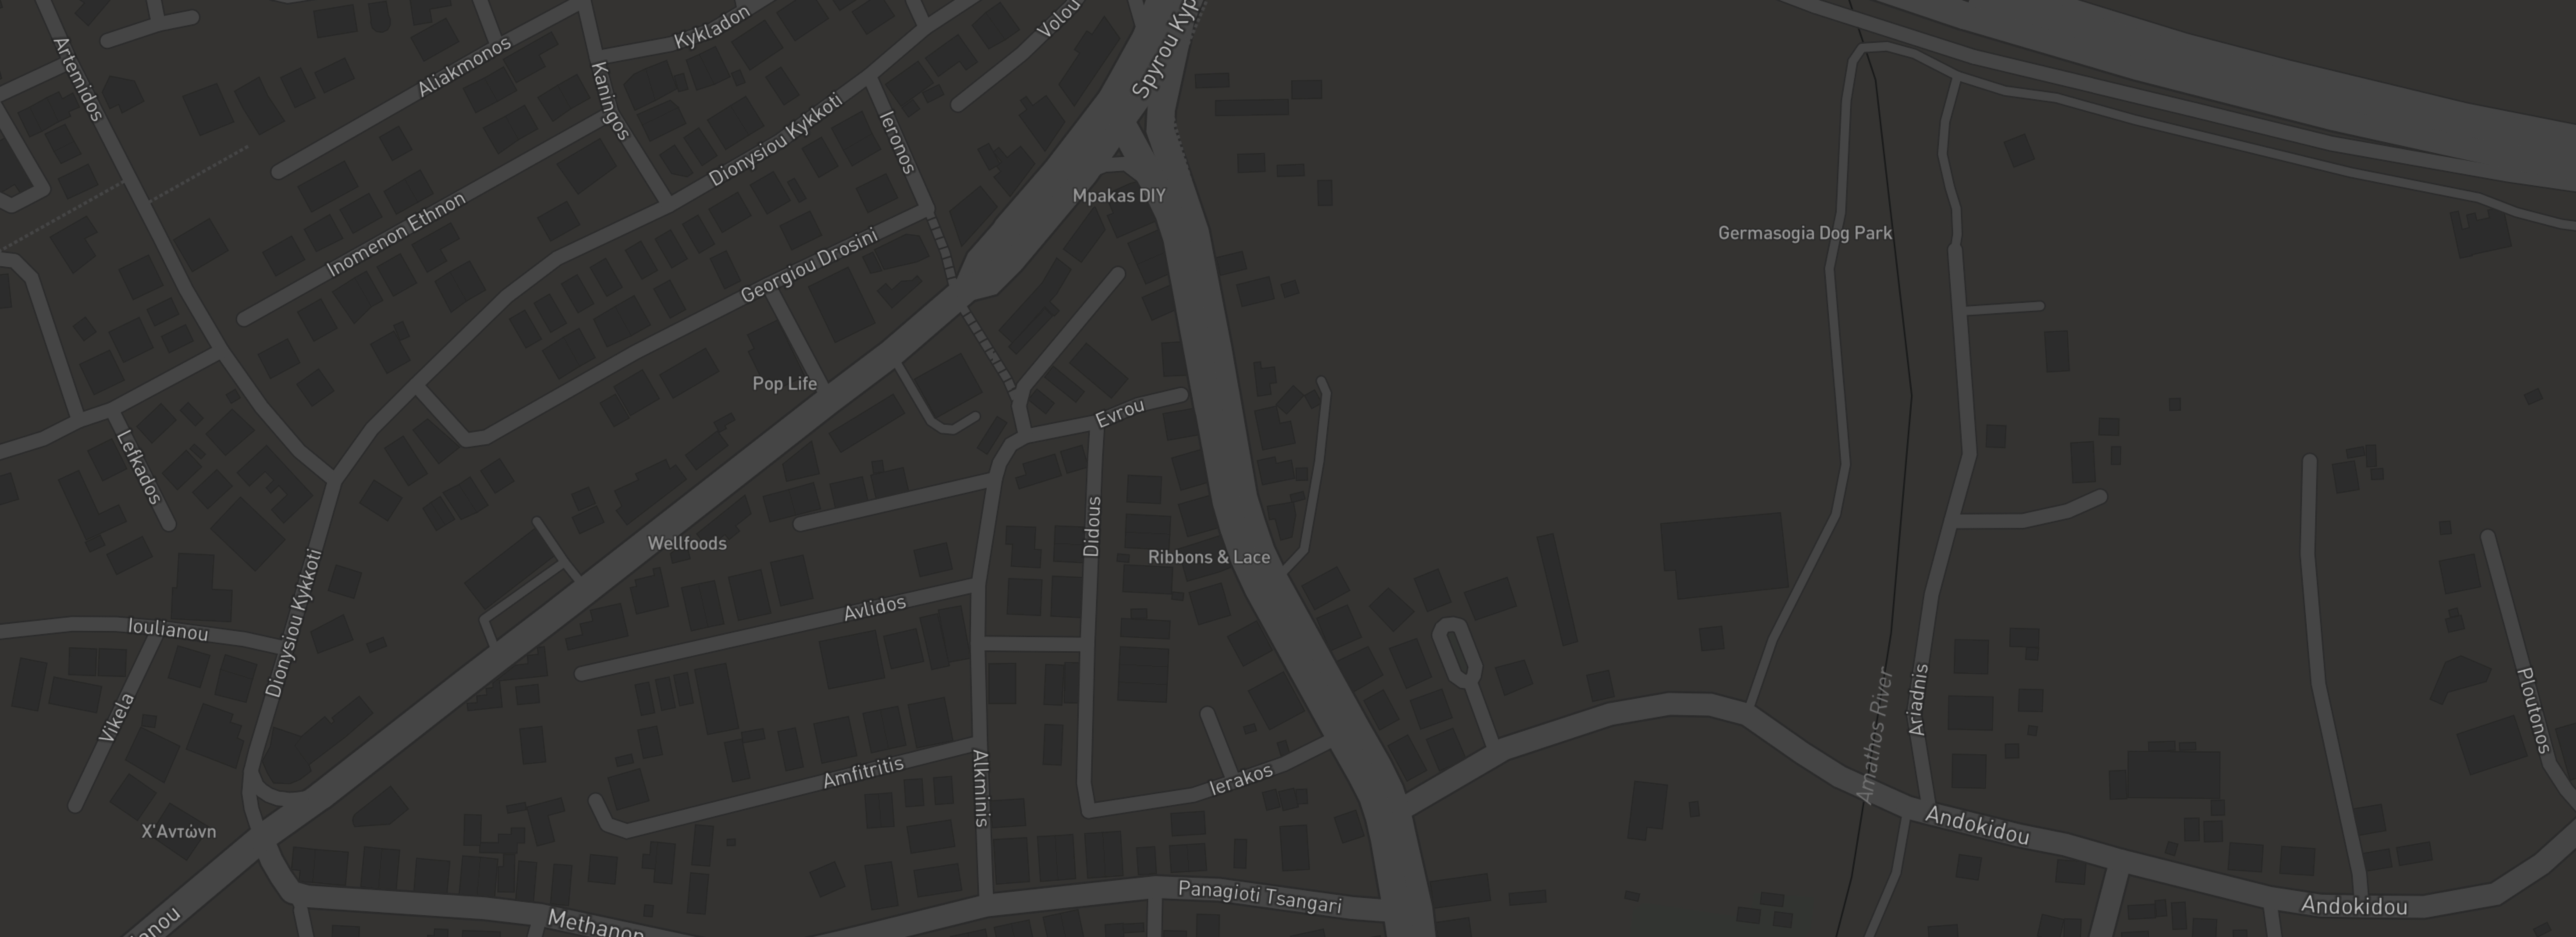 Artemidos
Aliakmonos
Kykladon
Kaningos
Volou
Spyrou Kyp
Dionysiou Kykkoti
Ieronos
Mpakas DIY
Inomenon Ethnon
Georgiou Drosini
Germasogia Dog Park
Pop Life
Evrou
Lefkados
Didous
Wellfoods
Ribbons & Lace
Dionysiou Kykkoti
Avlidos
Ioulianou
Vikela
Amfitritis
Alkminis
Ierakos
Amathos River
Ariadnis
Ploutonos
Χ'Αντώνη
Andokidou
Panagioti Tsangari
Andokidou
anou
Methanon